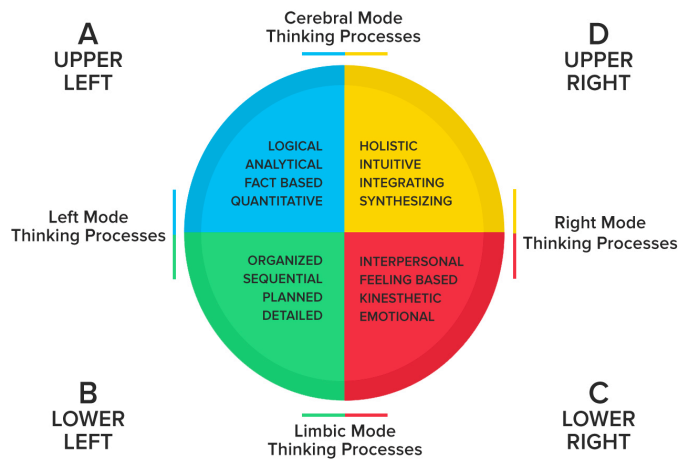 Cerebral Mode
Thinking Processes
A
UPPER
LEFT
D
UPPER
RIGHT
LOGICAL
ANALYTICAL
FACT BASED
QUANTITATIVE
HOLISTIC
INTUITIVE
INTEGRATING
SYNTHESIZING
Left Mode
Thinking Processes
Right Mode
Thinking Processes
ORGANIZED
SEQUENTIAL
PLANNED
DETAILED
INTERPERSONAL
FEELING BASED
KINESTHETIC
EMOTIONAL
B
LOWER
LEFT
C
LOWER
RIGHT
Limbic Mode
Thinking Processes